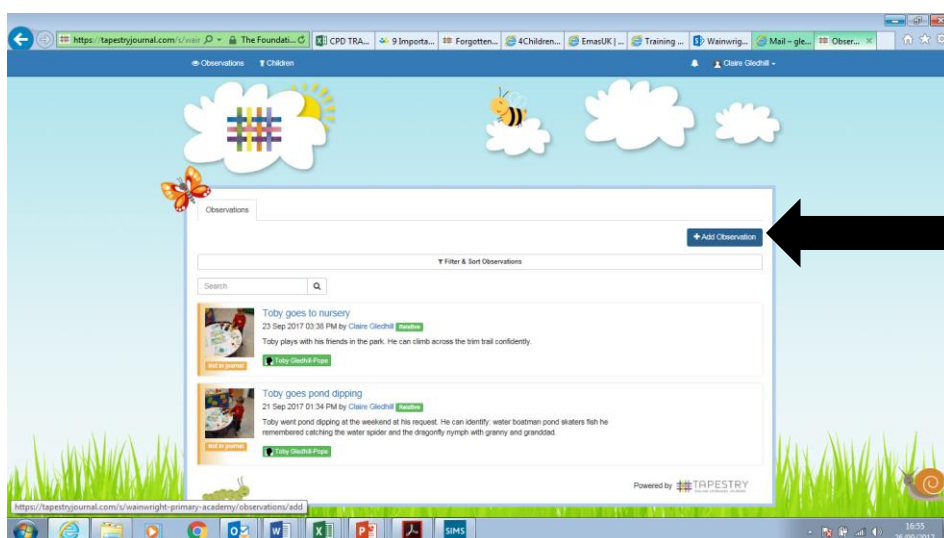 https://tapestryjournal.com/s/wair
The Foundati...
CPD TRA...
9 Importa...
Forgotten...
4Children...
EmasUK | ...
Training ...
Wainwrig...
Mail – gle...
Obser...
Observations
Children
Claire Gledhill
Observations
+ Add Observation
Filter & Sort Observations
Search
Toby goes to nursery
23 Sep 2017 03:38 PM by Claire Gledhill Relative
Toby plays with his friends in the park. He can climb across the trim trail confidently.
Not in journal
Toby Gledhill-Pope
Toby goes pond dipping
21 Sep 2017 01:34 PM by Claire Gledhill Relative
Toby went pond dipping at the weekend at his request. He can identify: water boatman pond skaters fish he
remembered catching the water spider and the dragonfly nymph with granny and granddad.
Not in journal
Toby Gledhill-Pope
Powered by TAPESTRY
https://tapestryjournal.com/s/wainwright-primary-academy/observations/add
SIMS
16:55
26/09/2017